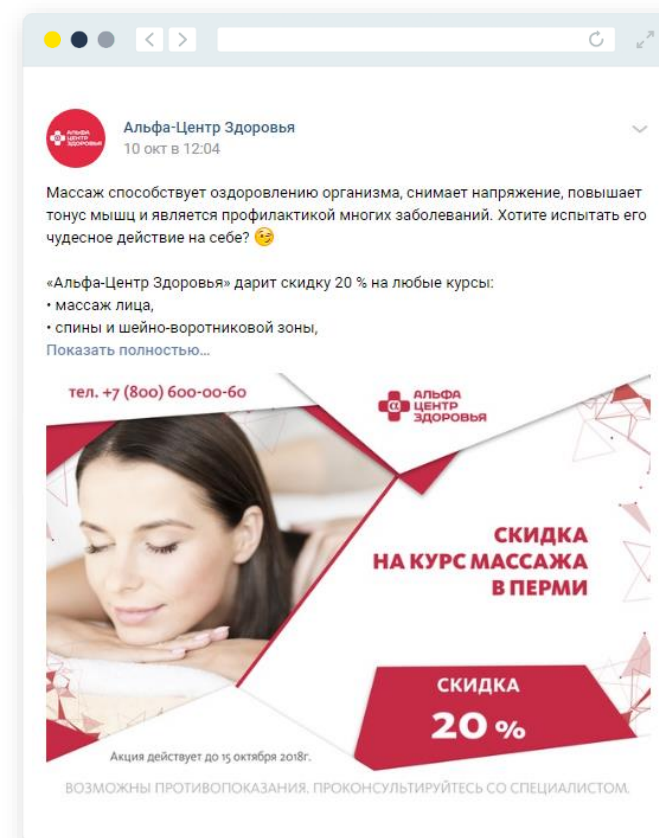 АЛЬФА
ЦЕНТР
ЗДОРОВЬЯ
Альфа-Центр Здоровья
10 окт в 12:04
Массаж способствует оздоровлению организма, снимает напряжение, повышает
тонус мышц и является профилактикой многих заболеваний. Хотите испытать его
чудесное действие на себе? 😏
«Альфа-Центр Здоровья» дарит скидку 20 % на любые курсы:
• массаж лица,
• спины и шейно-воротниковой зоны,
Показать полностью…
тел. +7 (800) 600-00-60
α
АЛЬФА
ЦЕНТР
ЗДОРОВЬЯ
СКИДКА
НА КУРС МАССАЖА
В ПЕРМИ
СКИДКА
20 %
Акция действует до 15 октября 2018г.
ВОЗМОЖНЫ ПРОТИВОПОКАЗАНИЯ. ПРОКОНСУЛЬТИРУЙТЕСЬ СО СПЕЦИАЛИСТОМ.